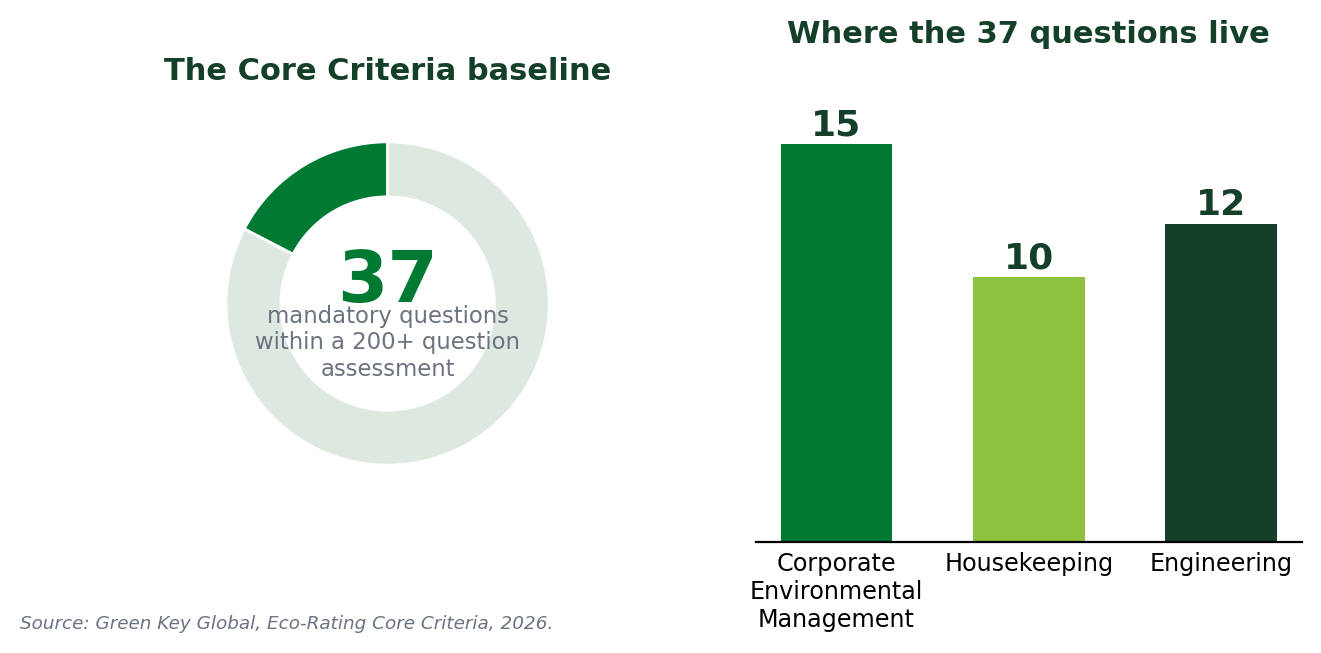 The Core Criteria baseline
37
mandatory questions
within a 200+ question
assessment
Where the 37 questions live
15
10
12
Corporate
Environmental
Management
Housekeeping
Engineering
Source: Green Key Global, Eco-Rating Core Criteria, 2026.